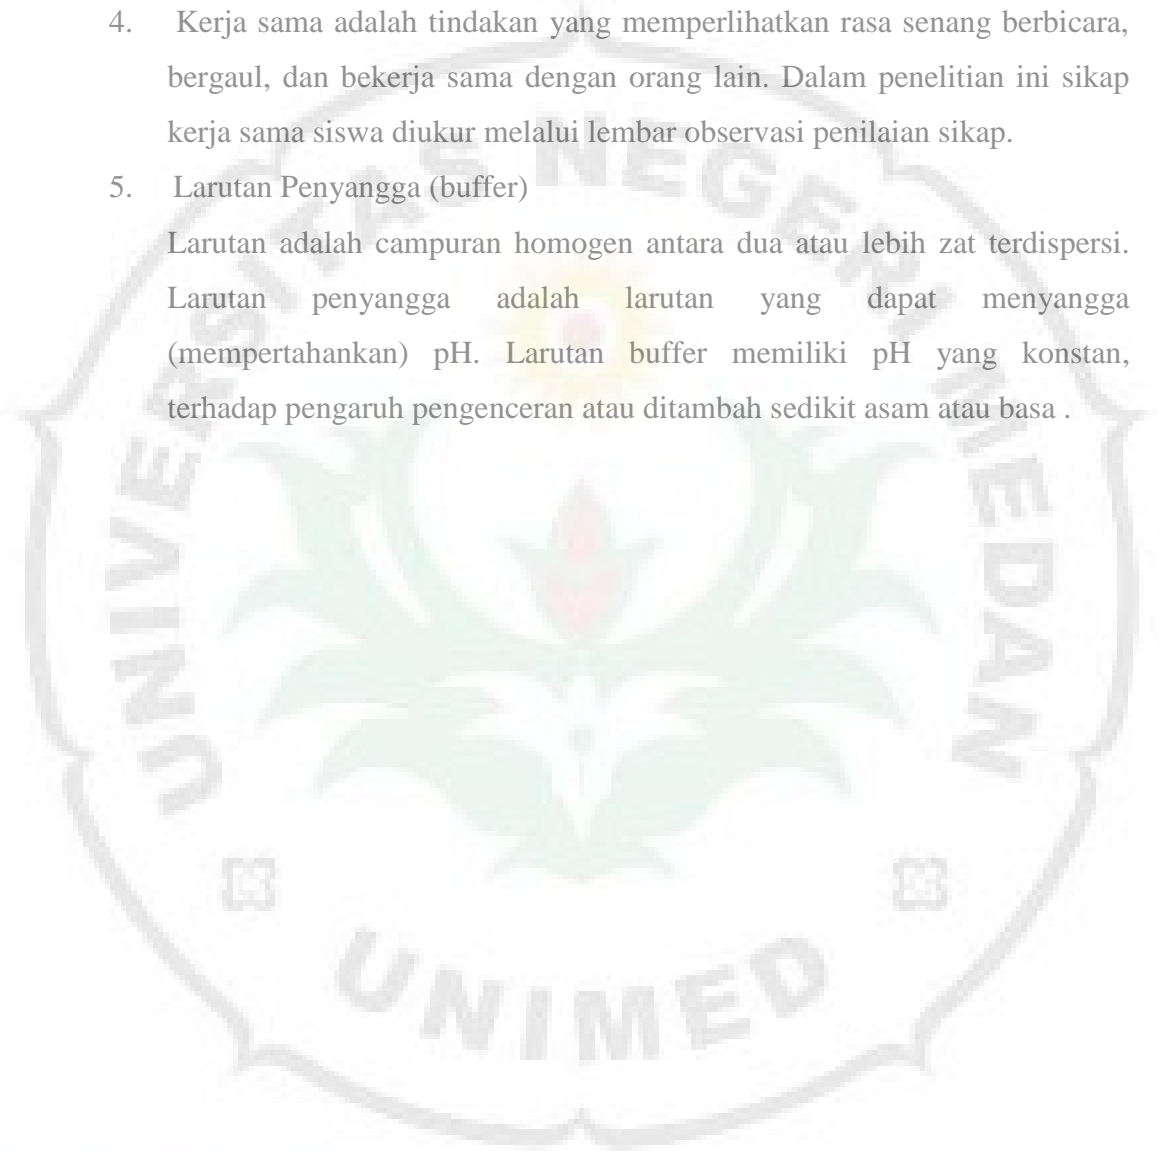 4. Kerja sama adalah tindakan yang memperlihatkan rasa senang berbicara,
bergaul, dan bekerja sama dengan orang lain. Dalam penelitian ini sikap
kerja sama siswa diukur melalui lembar observasi penilaian sikap.
5. Larutan Penyangga (buffer)
Larutan adalah campuran homogen antara dua atau lebih zat terdispersi.
Larutan penyangga adalah larutan yang dapat menyangga
(mempertahankan) pH. Larutan buffer memiliki pH yang konstan,
terhadap pengaruh pengenceran atau ditambah sedikit asam atau basa .
UNIVERSITAS NEGERI MEDAN
UNIMED